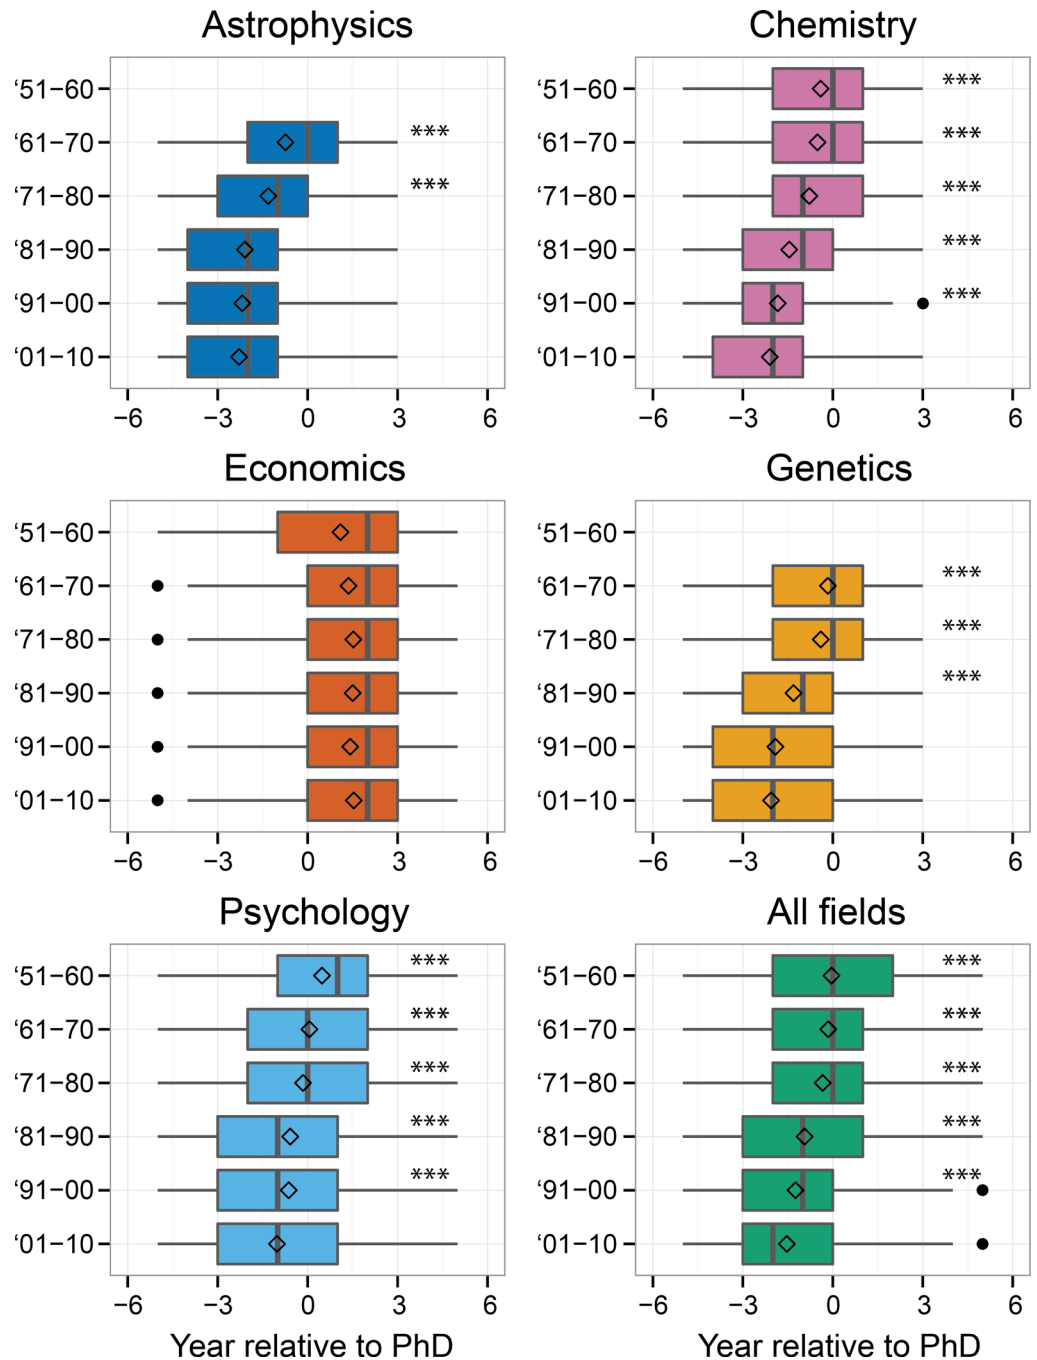 Astrophysics
‘51−60
‘61−70 ***
‘71−80 ***
‘81−90
‘91−00
‘01−10
−6 −3 0 3 6
Chemistry
‘51−60 ***
‘61−70 ***
‘71−80 ***
‘81−90 ***
‘91−00 ***
‘01−10
−6 −3 0 3 6
Economics
‘51−60
‘61−70
‘71−80
‘81−90
‘91−00
‘01−10
−6 −3 0 3 6
Genetics
‘51−60
‘61−70 ***
‘71−80 ***
‘81−90 ***
‘91−00
‘01−10
−6 −3 0 3 6
Psychology
‘51−60 ***
‘61−70 ***
‘71−80 ***
‘81−90 ***
‘91−00 ***
‘01−10
−6 −3 0 3 6
Year relative to PhD
All fields
‘51−60 ***
‘61−70 ***
‘71−80 ***
‘81−90 ***
‘91−00 ***
‘01−10
−6 −3 0 3 6
Year relative to PhD